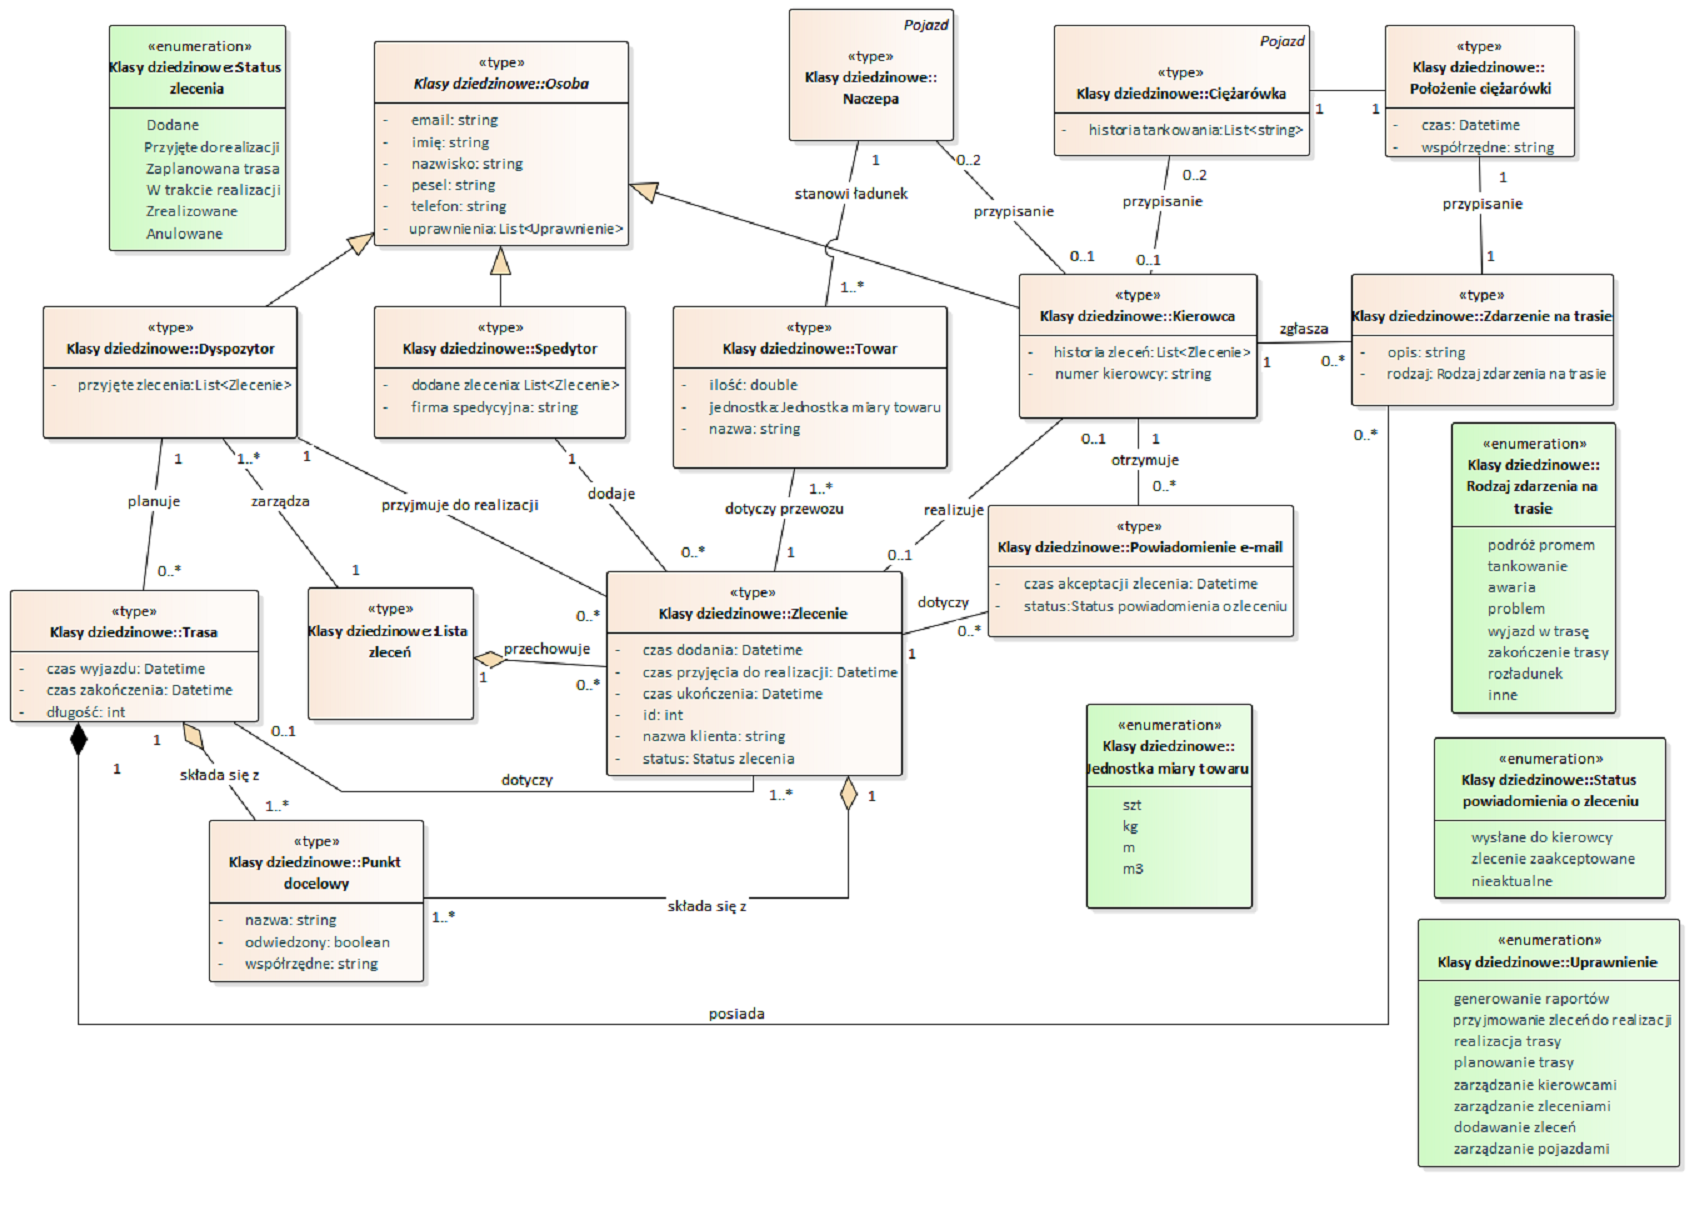 «enumeration»
Klasy dziedzinowe::Status
zlecenia
Dodane
Przyjęte do realizacji
Zaplanowana trasa
W trakcie realizacji
Zrealizowane
Anulowane
«type»
Klasy dziedzinowe::Osoba
- email: string
- imię: string
- nazwisko: string
- pesel: string
- telefon: string
- uprawnienia: List<Uprawnienie>
Pojazd
«type»
Klasy dziedzinowe::
Naczepa
Pojazd
«type»
Klasy dziedzinowe::Ciężarówka
- historia tankowania: List<string>
1
1
«type»
Klasy dziedzinowe::
Położenie ciężarówki
- czas: Datetime
- współrzędne: string
1
stanowi ładunek
1..*
0..2
przypisanie
0..1
0..2
przypisanie
0..1
1
przypisanie
1
«type»
Klasy dziedzinowe::Dyspozytor
- przyjęte zlecenia: List<Zlecenie>
«type»
Klasy dziedzinowe::Spedytor
- dodane zlecenia: List<Zlecenie>
- firma spedycyjna: string
«type»
Klasy dziedzinowe::Towar
- ilość: double
- jednostka: Jednostka miary towaru
- nazwa: string
«type»
Klasy dziedzinowe::Kierowca
- historia zleceń: List<Zlecenie>
- numer kierowcy: string
zgłasza
1
0..*
«type»
Klasy dziedzinowe::Zdarzenie na trasie
- opis: string
- rodzaj: Rodzaj zdarzenia na trasie
1
planuje
0..*
1..*
zarządza
1
1
przyjmuje do realizacji
0..*
1
dodaje
0..*
1..*
dotyczy przewozu
1
0..1
realizuje
0..1
1
otrzymuje
0..*
0..*
«enumeration»
Klasy dziedzinowe::
Rodzaj zdarzenia na
trasie
podróż promem
tankowanie
awaria
problem
wyjazd w trasę
zakończenie trasy
rozładunek
inne
«type»
Klasy dziedzinowe::Powiadomienie e-mail
- czas akceptacji zlecenia: Datetime
- status: Status powiadomienia o zleceniu
dotyczy
0..*
1
«type»
Klasy dziedzinowe::Trasa
- czas wyjazdu: Datetime
- czas zakończenia: Datetime
- długość: int
«type»
Klasy dziedzinowe::Lista
zleceń
przechowuje
1
0..*
«type»
Klasy dziedzinowe::Zlecenie
- czas dodania: Datetime
- czas przyjęcia do realizacji: Datetime
- czas ukończenia: Datetime
- id: int
- nazwa klienta: string
- status: Status zlecenia
1
1
składa się z
1..*
0..1
dotyczy
1..*
1
«enumeration»
Klasy dziedzinowe::
Jednostka miary towaru
szt
kg
m
m3
«enumeration»
Klasy dziedzinowe::Status
powiadomienia o zleceniu
wysłane do kierowcy
zlecenie zaakceptowane
nieaktualne
«type»
Klasy dziedzinowe::Punkt
docelowy
- nazwa: string
- odwiedzony: boolean
- współrzędne: string
1..*
składa się z
posiada
«enumeration»
Klasy dziedzinowe::Uprawnienie
generowanie raportów
przyjmowanie zleceń do realizacji
realizacja trasy
planowanie trasy
zarządzanie kierowcami
zarządzanie zleceniami
dodawanie zleceń
zarządzanie pojazdami